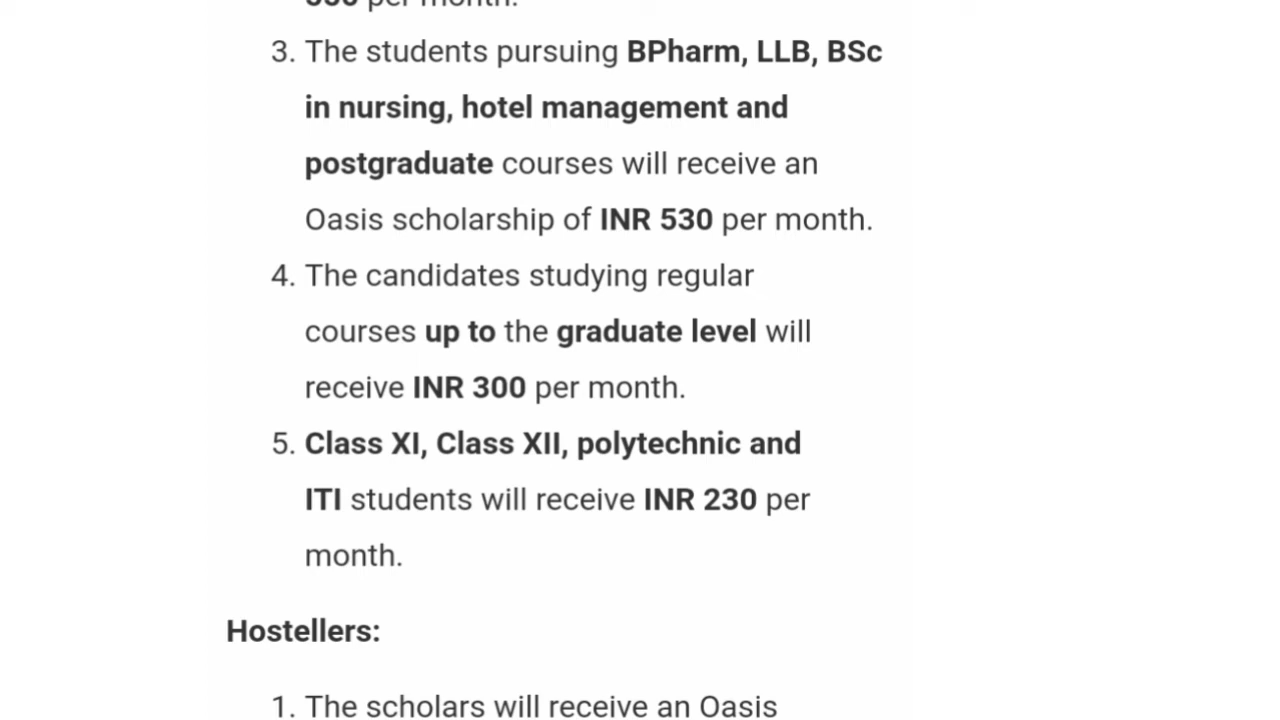 per month.
3. The students pursuing BPharm, LLB, BSc
in nursing, hotel management and
postgraduate courses will receive an
Oasis scholarship of INR 530 per month.
4. The candidates studying regular
courses up to the graduate level will
receive INR 300 per month.
5. Class XI, Class XII, polytechnic and
ITI students will receive INR 230 per
month.
Hostellers:
1. The scholars will receive an Oasis